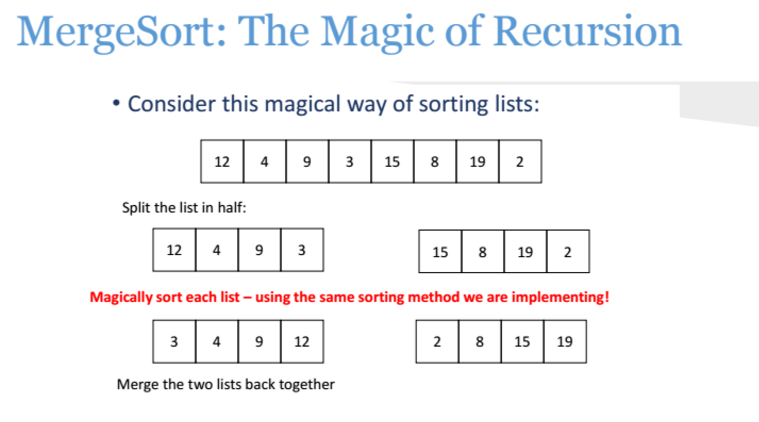 MergeSort: The Magic of Recursion
• Consider this magical way of sorting lists:
12 4 9 3 15 8 19 2
Split the list in half:
12 4 9 3 15 8 19 2
Magically sort each list – using the same sorting method we are implementing!
3 4 9 12 2 8 15 19
Merge the two lists back together